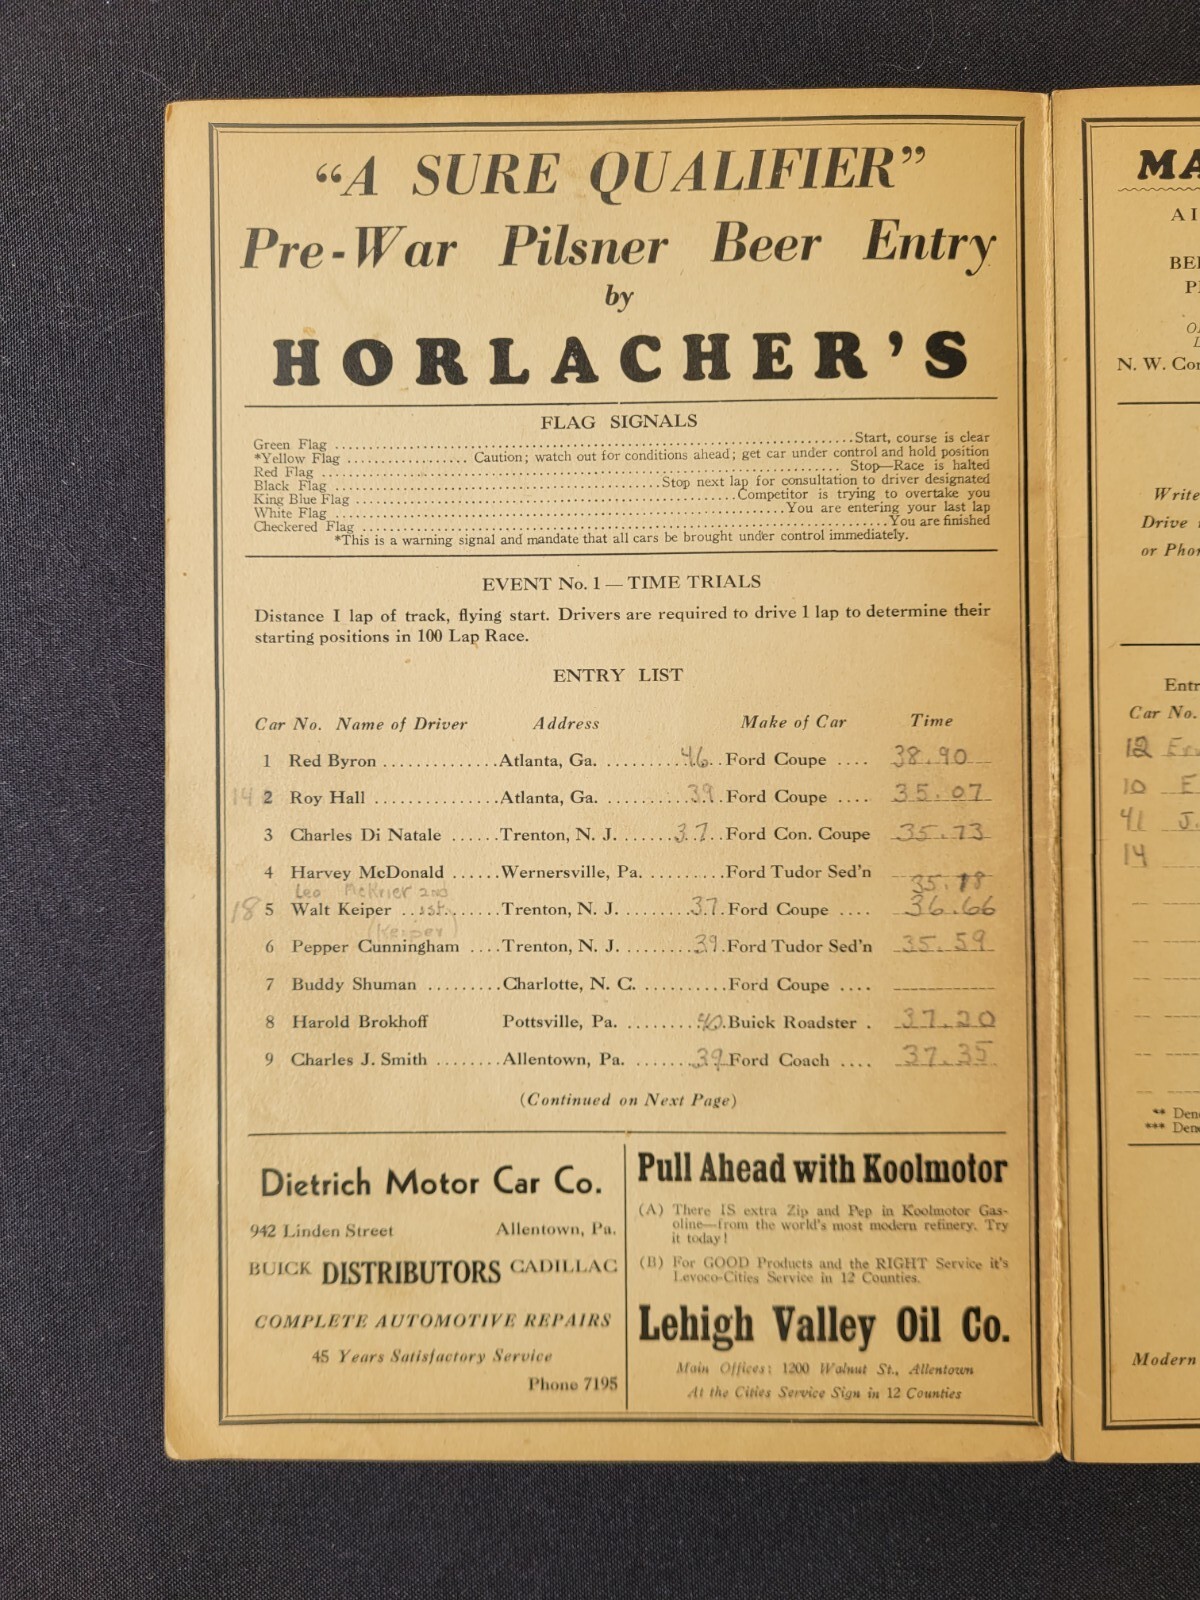 "A SURE QUALIFIER"
Pre-War Pilsner Beer Entry
by
HORLACHER'S
FLAG SIGNALS
Green Flag ........ Start, course is clear
*Yellow Flag ........ Caution; watch out for conditions ahead; get car under control and hold position
Red Flag ........ Stop—Race is halted
Black Flag ........ Stop next lap for consultation to driver designated
King Blue Flag ........ Competitor is trying to overtake you
White Flag ........ You are entering your last lap
Checkered Flag ........ You are finished
*This is a warning signal and mandate that all cars be brought under control immediately.
EVENT No. 1 — TIME TRIALS
Distance 1 lap of track, flying start. Drivers are required to drive 1 lap to determine their
starting positions in 100 Lap Race.
ENTRY LIST
Car No. Name of Driver Address Make of Car Time
1 Red Byron ........ Atlanta, Ga. ........ 46 Ford Coupe .... 38.90
14 2 Roy Hall ........ Atlanta, Ga. ........ 39 Ford Coupe .... 35.07
3 Charles Di Natale ...... Trenton, N. J. ...... 37 Ford Con. Coupe 35.73
4 Harvey McDonald ...... Wernersville, Pa. .......... Ford Tudor Sed'n
Leo McKrier 2nd 35.
18 5 Walt Keiper .. 1st ...... Trenton, N. J. ........ 37 Ford Coupe .... 36.66
(Keiper)
6 Pepper Cunningham .... Trenton, N. J. ........ 39 Ford Tudor Sed'n 35.59
7 Buddy Shuman ......... Charlotte, N. C. .......... Ford Coupe ....
8 Harold Brokhoff Pottsville, Pa. ........ 40 Buick Roadster . 37.20
9 Charles J. Smith ........ Allentown, Pa. ....... 39 Ford Coach .... 37.35
(Continued on Next Page)
Dietrich Motor Car Co.
942 Linden Street Allentown, Pa.
BUICK DISTRIBUTORS CADILLAC
COMPLETE AUTOMOTIVE REPAIRS
45 Years Satisfactory Service
Phone 7195
Pull Ahead with Koolmotor
(A) There IS extra Zip and Pep in Koolmotor Gas-
oline—from the world's most modern refinery. Try
it today!
(B) For GOOD Products and the RIGHT Service it's
Levoco-Cities Service in 12 Counties.
Lehigh Valley Oil Co.
Main Offices: 1200 Walnut St., Allentown
At the Cities Service Sign in 12 Counties
MA
AI
BE
P
N. W. Cor
Write
Drive
or Phon
Entr
Car No.
12 Er
10 E
41 J.
14
** Den
*** Den
Modern